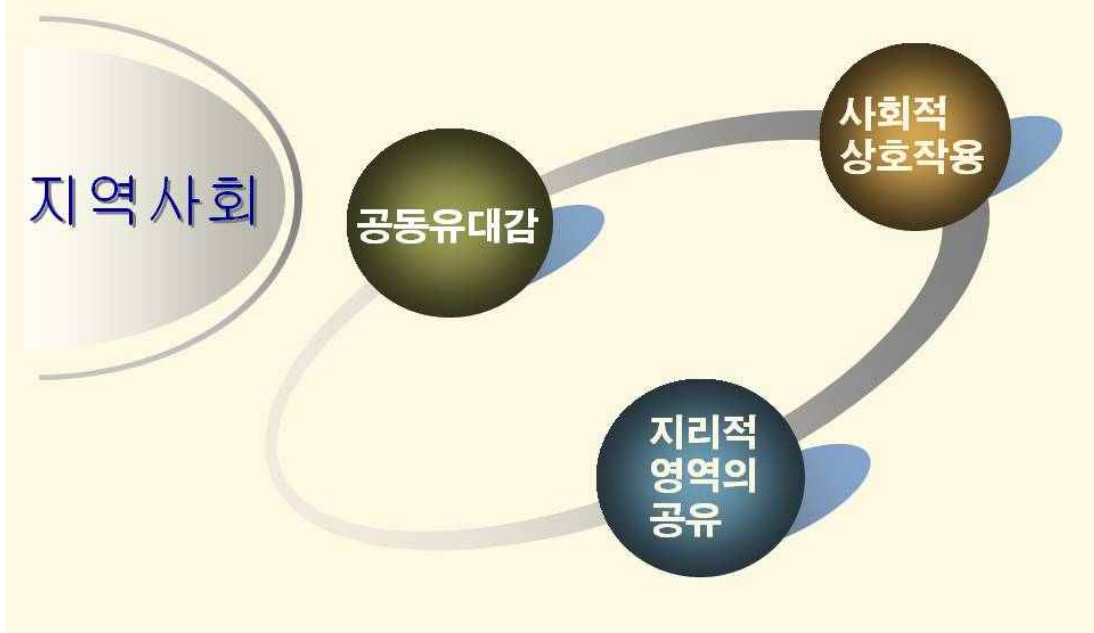 지역사회
공동유대감
사회적
상호작용
지리적
영역의
공유